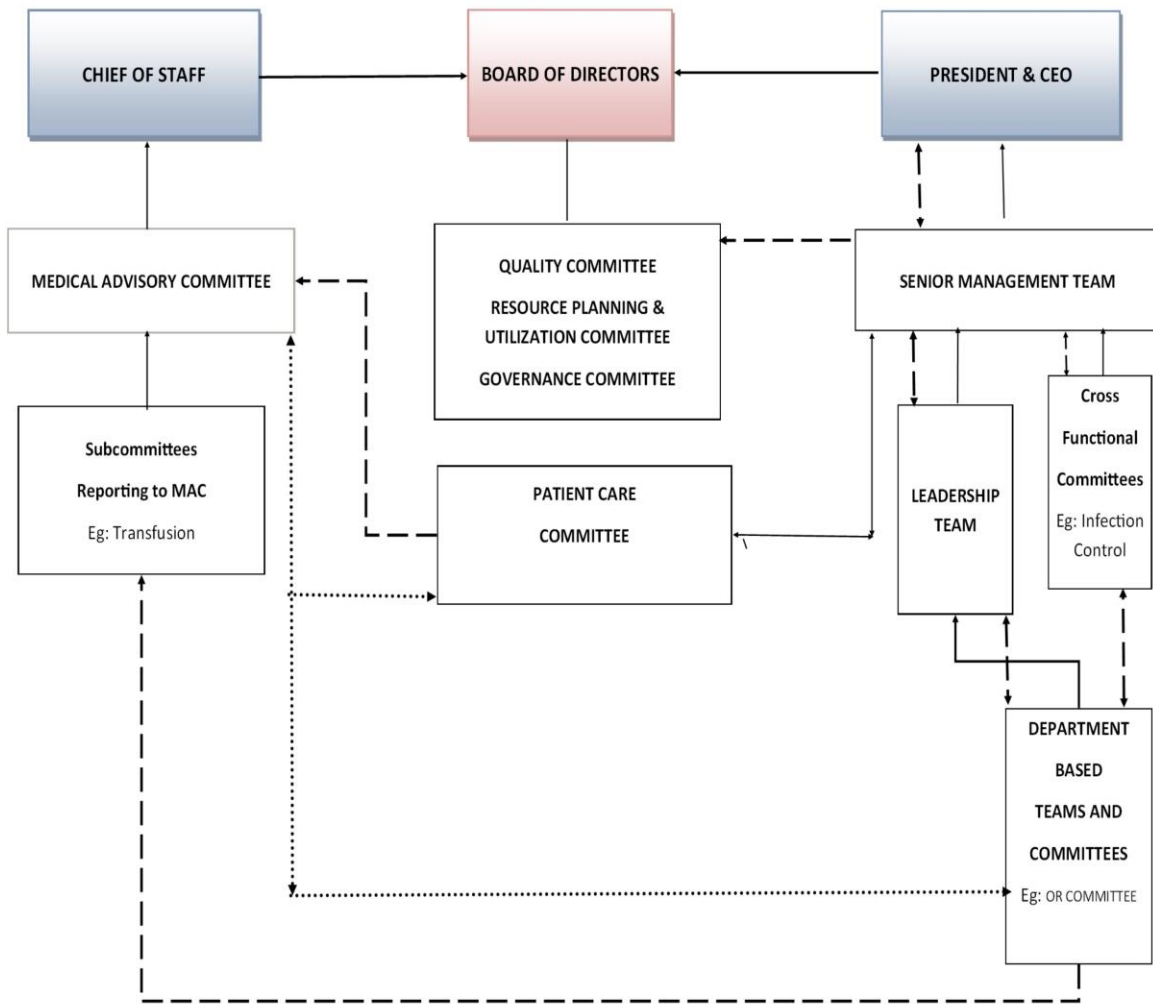 CHIEF OF STAFF
BOARD OF DIRECTORS
PRESIDENT & CEO
MEDICAL ADVISORY COMMITTEE
QUALITY COMMITTEE
RESOURCE PLANNING &
UTILIZATION COMMITTEE
GOVERNANCE COMMITTEE
SENIOR MANAGEMENT TEAM
Subcommittees
Reporting to MAC
Eg: Transfusion
PATIENT CARE
COMMITTEE
LEADERSHIP
TEAM
Cross
Functional
Committees
Eg: Infection
Control
DEPARTMENT
BASED
TEAMS AND
COMMITTEES
Eg: OR COMMITTEE